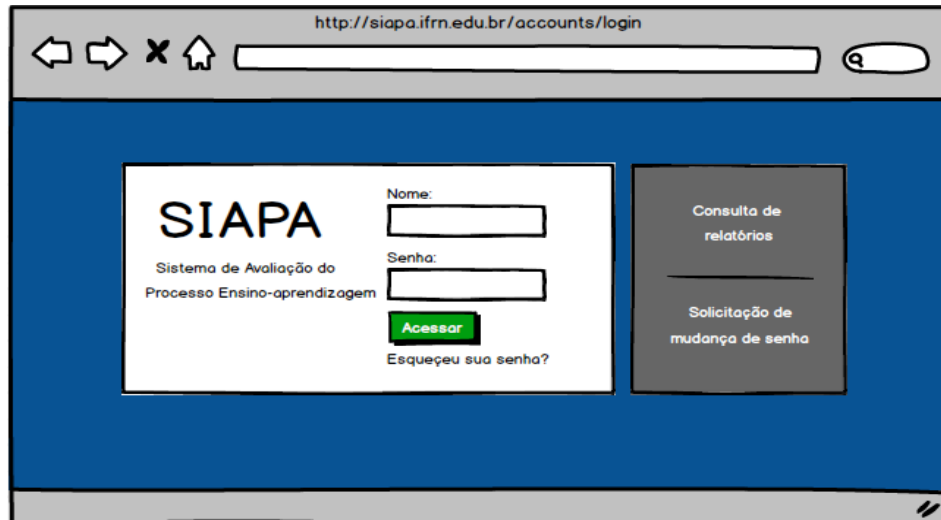 http://siapa.ifrn.edu.br/accounts/login
SIAPA
Sistema de Avaliação do
Processo Ensino-aprendizagem
Nome:
Senha:
Acessar
Esqueçeu sua senha?
Consulta de
relatórios
Solicitação de
mudança de senha